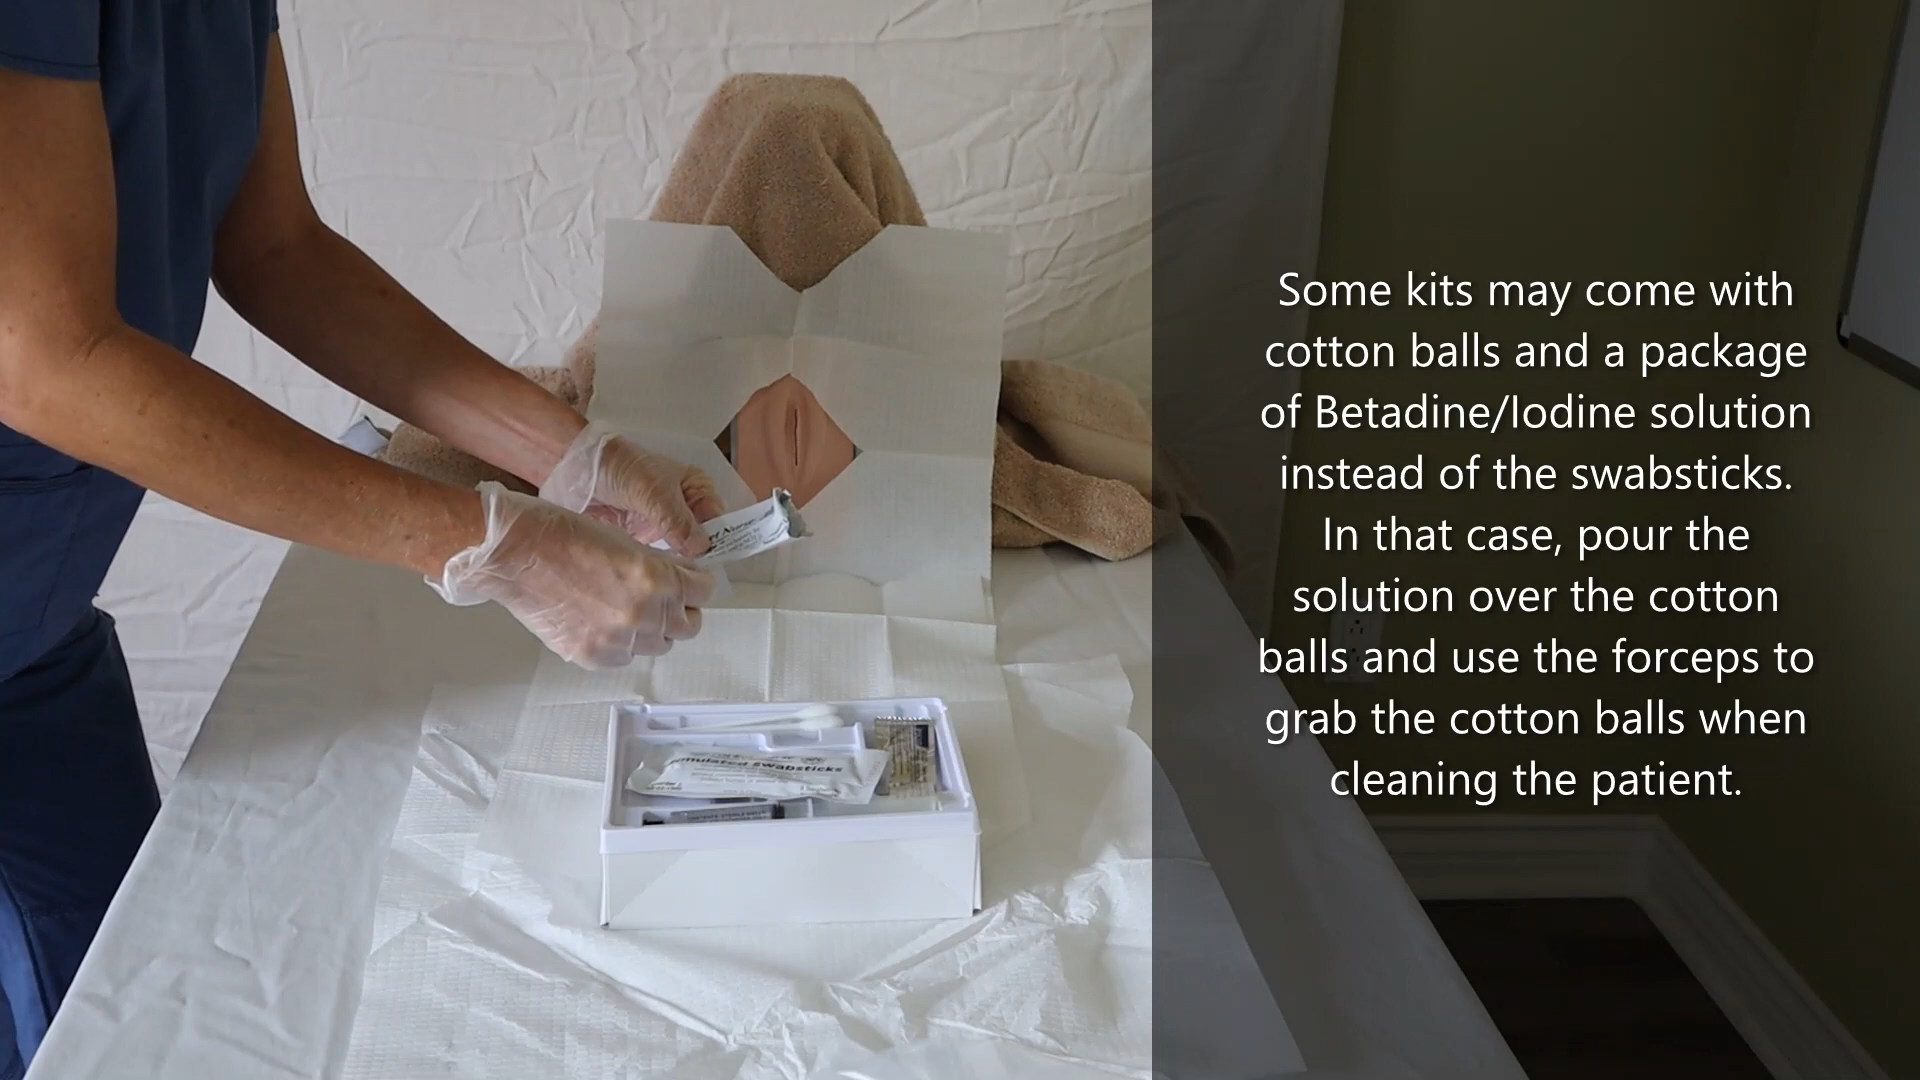 Some kits may come with
cotton balls and a package
of Betadine/Iodine solution
instead of the swabsticks.
In that case, pour the
solution over the cotton
balls and use the forceps to
grab the cotton balls when
cleaning the patient.
Swabsticks